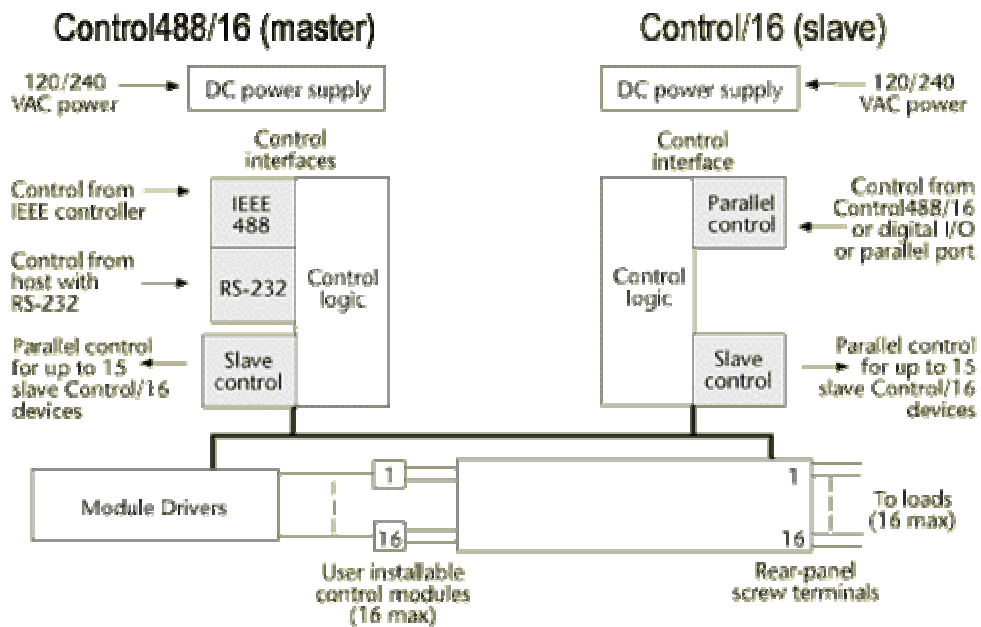 Control488/16 (master)
Control/16 (slave)
120/240
VAC power
DC power supply
DC power supply
120/240
VAC power
Control
interfaces
Control
interface
Control from
IEEE controller
IEEE
488
Control from
host with
RS-232
RS-232
Control
logic
Parallel control
for up to 15
slave Control/16
devices
Slave
control
Control
logic
Parallel
control
Control from
Control488/16
or digital I/O
or parallel port
Slave
control
Parallel control
for up to 15
slave Control/16
devices
Module Drivers
1
16
User installable
control modules
(16 max)
1
16
To loads
(16 max)
Rear-panel
screw terminals